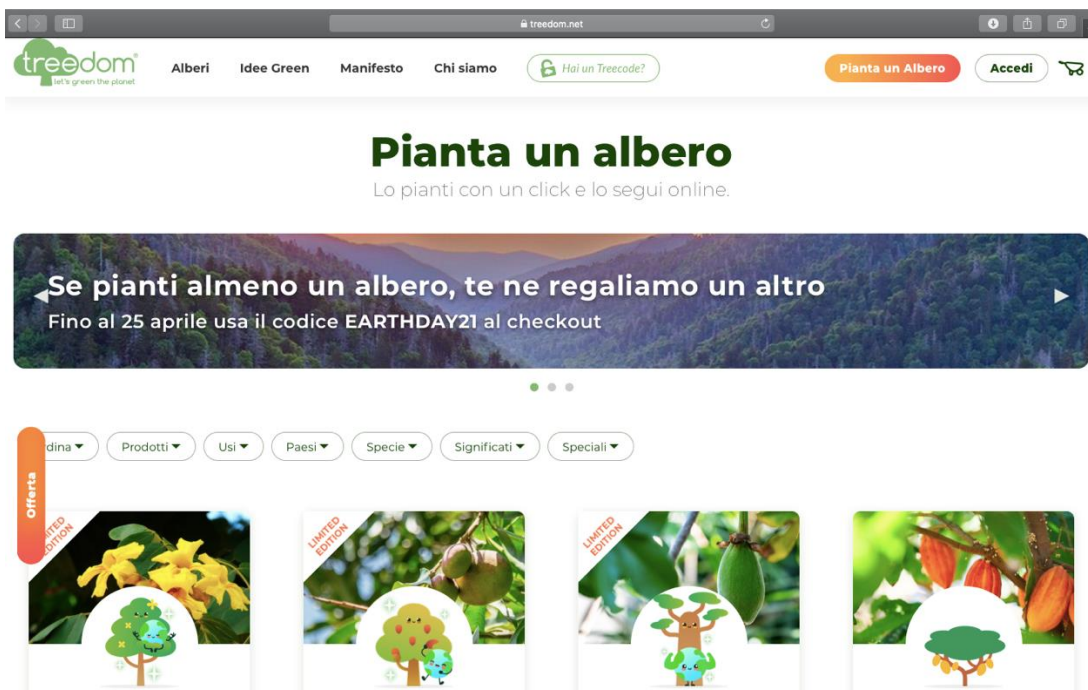 treedom.net
treedom®
let's green the planet
Alberi
Idee Green
Manifesto
Chi siamo
Hai un Treecode?
Pianta un Albero
Accedi
Pianta un albero
Lo pianti con un click e lo segui online.
Se pianti almeno un albero, te ne regaliamo un altro
Fino al 25 aprile usa il codice EARTHDAY21 al checkout
Prodotti
Usi
Paesi
Specie
Significati
Speciali
Offerta
EDITION
LIMITED
EDITION
LIMITED
EDITION